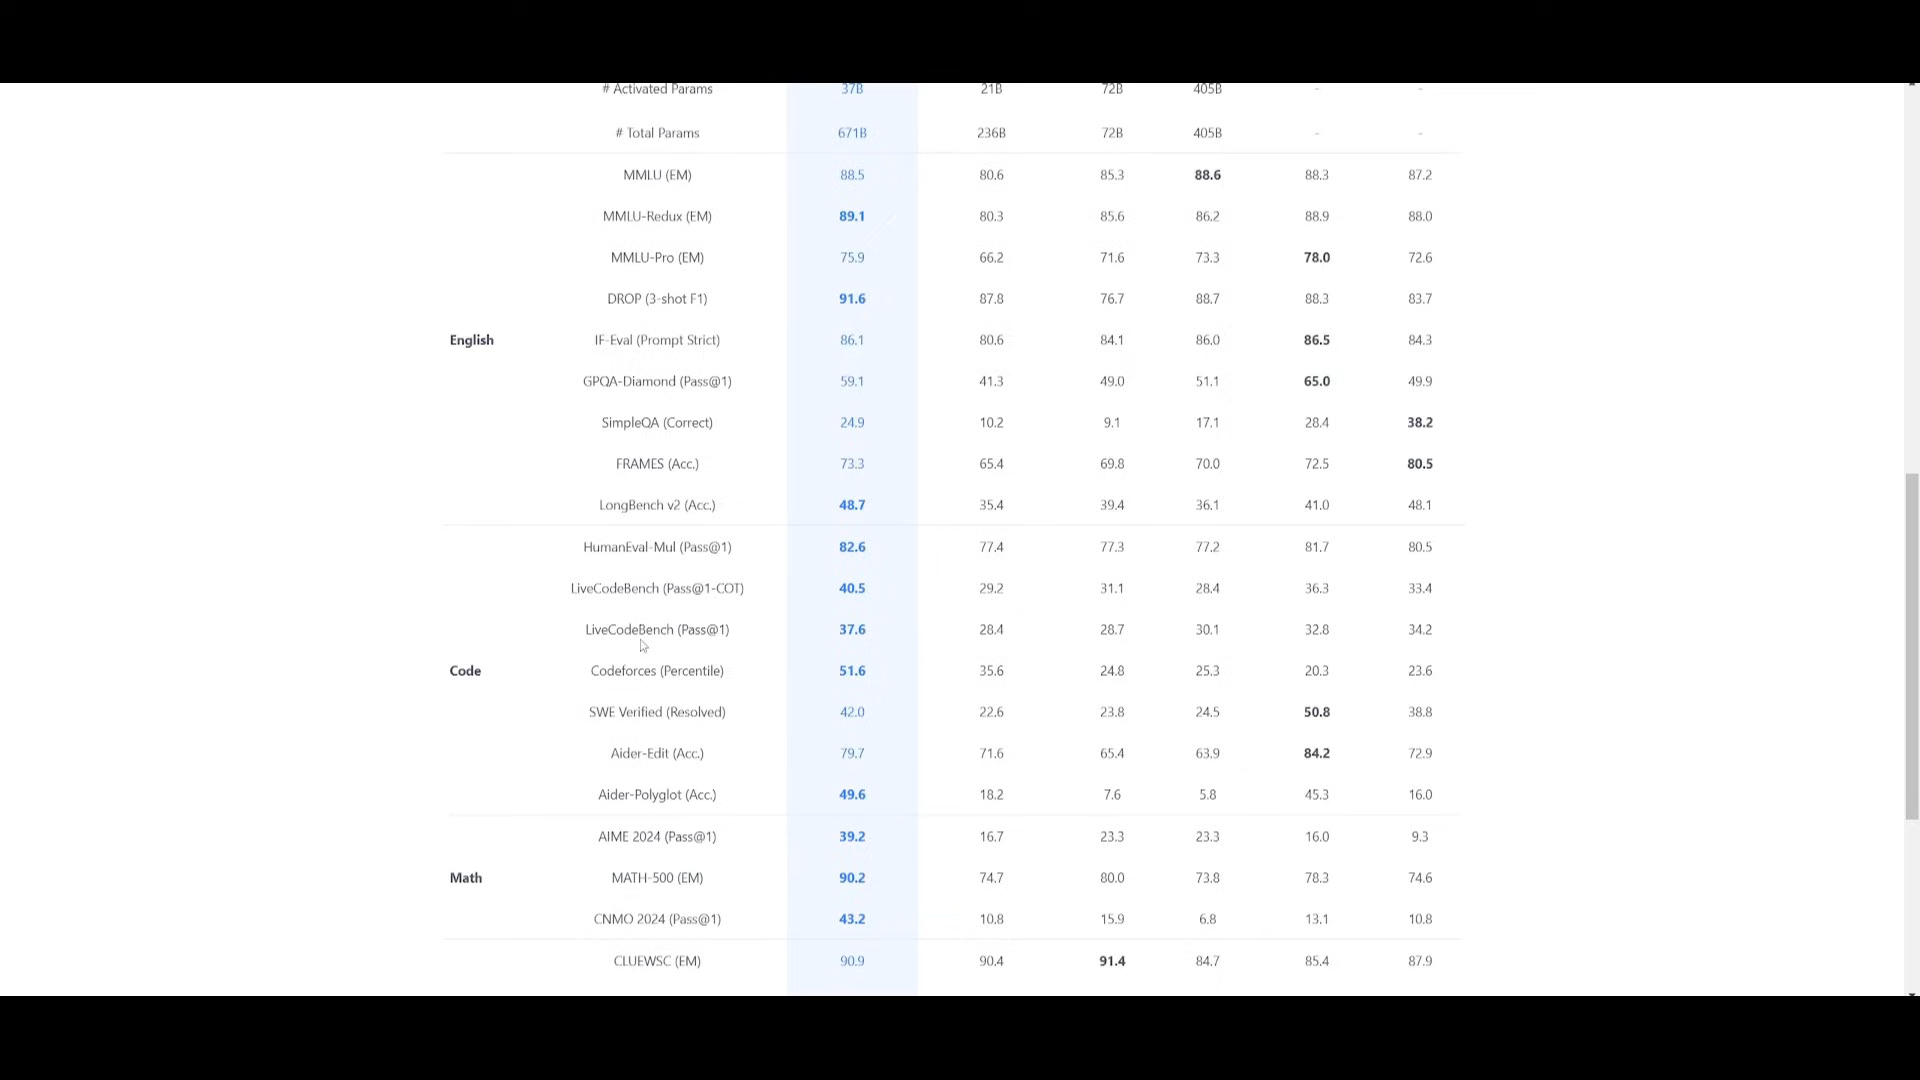 # Activated Params 37B 21B 72B 405B - -
# Total Params 671B 236B 72B 405B - -
MMLU (EM) 88.5 80.6 85.3 88.6 88.3 87.2
MMLU-Redux (EM) 89.1 80.3 85.6 86.2 88.9 88.0
MMLU-Pro (EM) 75.9 66.2 71.6 73.3 78.0 72.6
DROP (3-shot F1) 91.6 87.8 76.7 88.7 88.3 83.7
English IF-Eval (Prompt Strict) 86.1 80.6 84.1 86.0 86.5 84.3
GPQA-Diamond (Pass@1) 59.1 41.3 49.0 51.1 65.0 49.9
SimpleQA (Correct) 24.9 10.2 9.1 17.1 28.4 38.2
FRAMES (Acc.) 73.3 65.4 69.8 70.0 72.5 80.5
LongBench v2 (Acc.) 48.7 35.4 39.4 36.1 41.0 48.1
HumanEval-Mul (Pass@1) 82.6 77.4 77.3 77.2 81.7 80.5
LiveCodeBench (Pass@1-COT) 40.5 29.2 31.1 28.4 36.3 33.4
LiveCodeBench (Pass@1) 37.6 28.4 28.7 30.1 32.8 34.2
Code Codeforces (Percentile) 51.6 35.6 24.8 25.3 20.3 23.6
SWE Verified (Resolved) 42.0 22.6 23.8 24.5 50.8 38.8
Aider-Edit (Acc.) 79.7 71.6 65.4 63.9 84.2 72.9
Aider-Polyglot (Acc.) 49.6 18.2 7.6 5.8 45.3 16.0
AIME 2024 (Pass@1) 39.2 16.7 23.3 23.3 16.0 9.3
Math MATH-500 (EM) 90.2 74.7 80.0 73.8 78.3 74.6
CNMO 2024 (Pass@1) 43.2 10.8 15.9 6.8 13.1 10.8
CLUEWSC (EM) 90.9 90.4 91.4 84.7 85.4 87.9